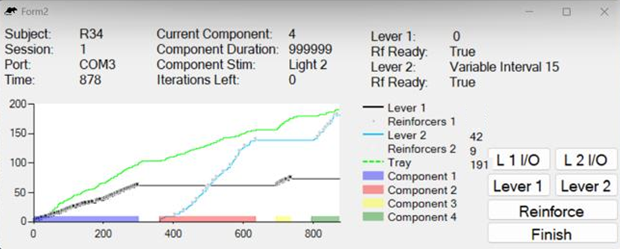 Form2
Subject: R34 Current Component: 4 Lever 1: 0
Session: 1 Component Duration: 999999 Rf Ready: True
Port: COM3 Component Stim: Light 2 Lever 2: Variable Interval 15
Time: 878 Iterations Left: 0 Rf Ready: True
200
150
100
50
0
0 200 400 600 800
Lever 1
Reinforcers 1
Lever 2 42
Reinforcers 2 9
Tray 191
Component 1
Component 2
Component 3
Component 4
L 1 I/O L 2 I/O
Lever 1 Lever 2
Reinforce
Finish